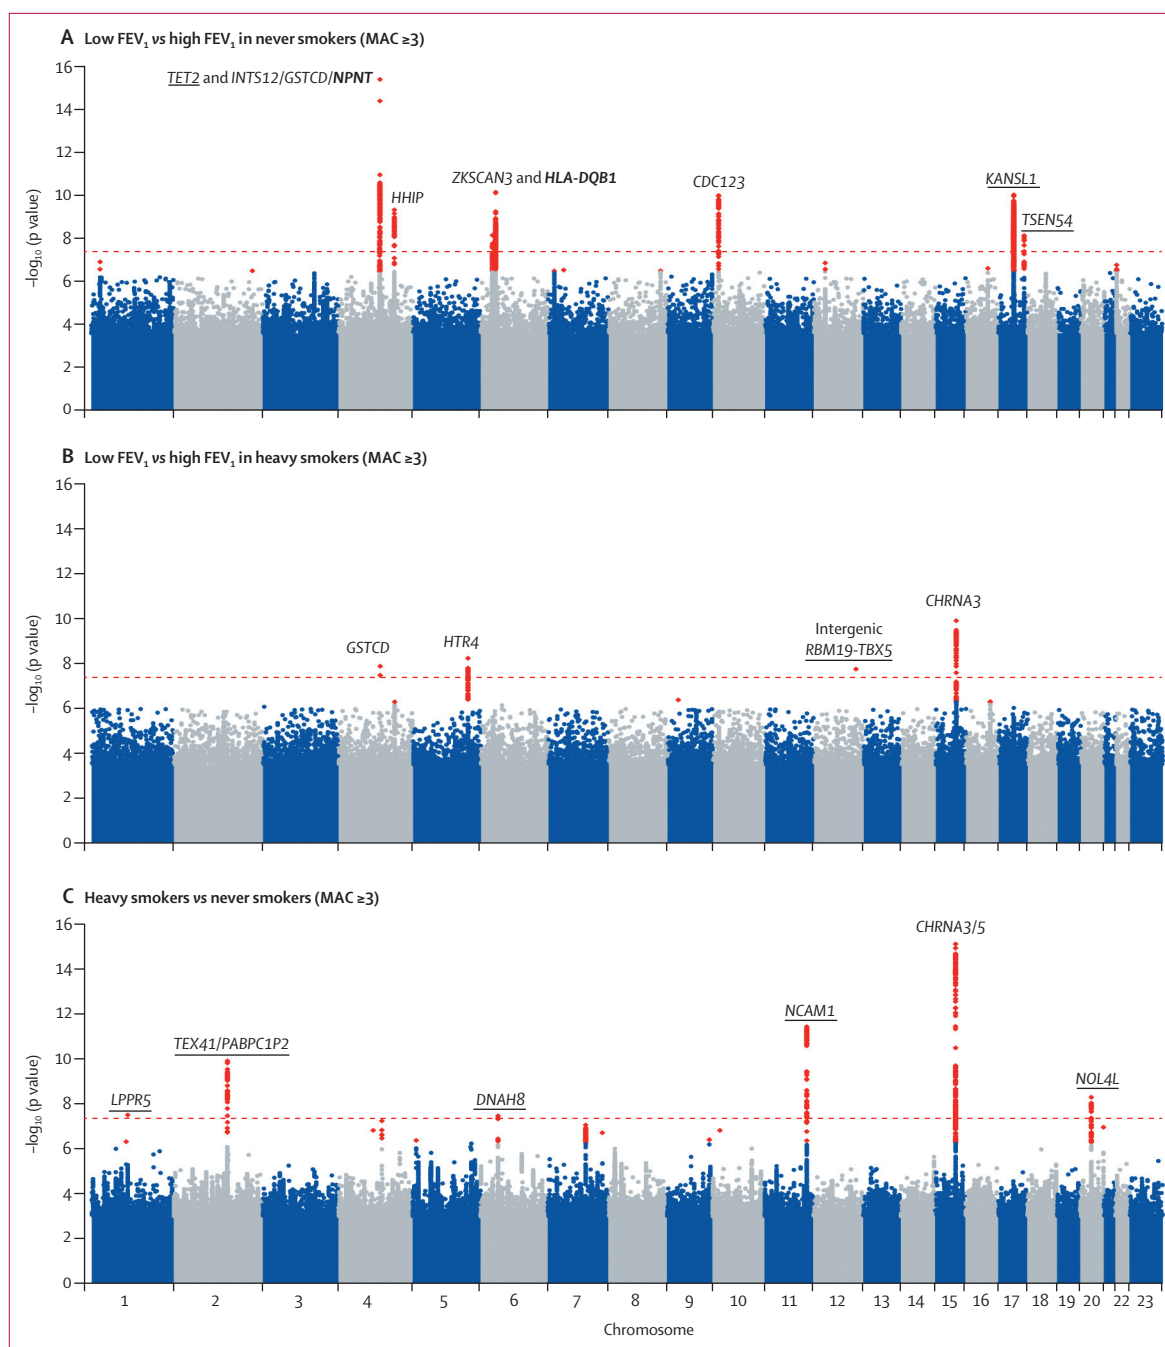 A Low FEV₁ vs high FEV₁ in never smokers (MAC ≥3)
16
14
12
10
8
6
4
2
0
–log₁₀ (p value)
TET2 and INTS12/GSTCD/NPNT
HHIP
ZKSCAN3 and HLA-DQB1
CDC123
KANSL1
TSEN54
B Low FEV₁ vs high FEV₁ in heavy smokers (MAC ≥3)
16
14
12
10
8
6
4
2
0
–log₁₀ (p value)
GSTCD
HTR4
Intergenic
RBM19-TBX5
CHRNA3
C Heavy smokers vs never smokers (MAC ≥3)
16
14
12
10
8
6
4
2
0
–log₁₀ (p value)
LPPR5
TEX41/PABPC1P2
DNAH8
NCAM1
CHRNA3/5
NOL4L
1 2 3 4 5 6 7 8 9 10 11 12 13 14 15 16 17 18 19 20 22 23
Chromosome